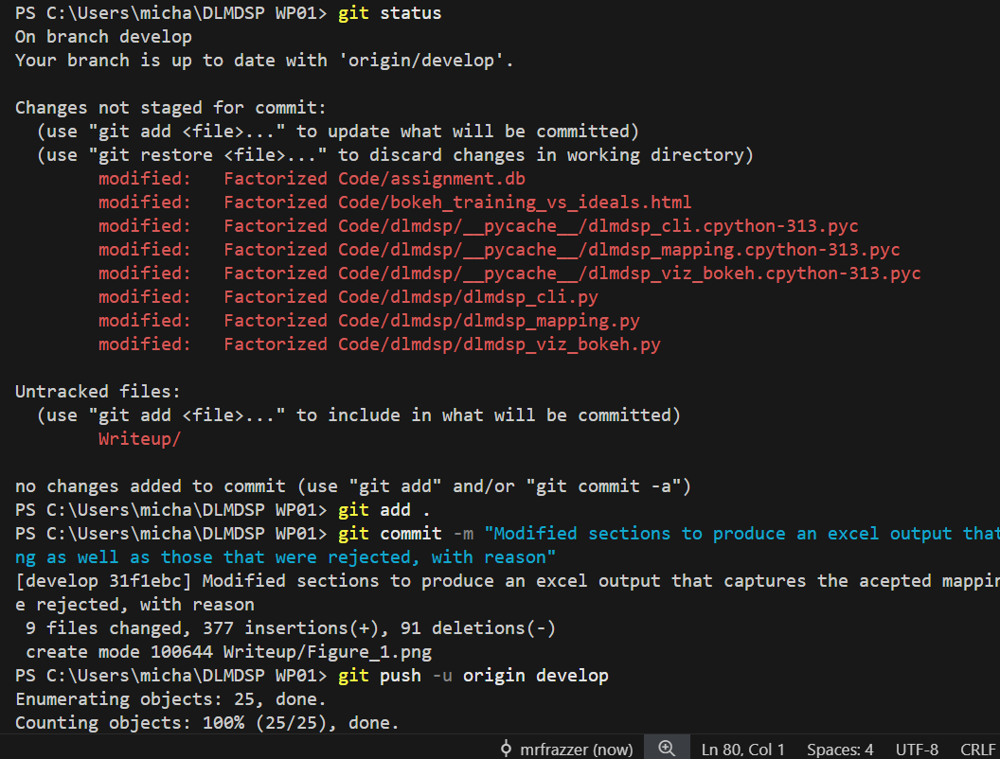 PS C:\Users\micha\DLMDSP WP01> git status
On branch develop
Your branch is up to date with 'origin/develop'.
Changes not staged for commit:
  (use "git add <file>..." to update what will be committed)
  (use "git restore <file>..." to discard changes in working directory)
        modified:   Factorized Code/assignment.db
        modified:   Factorized Code/bokeh_training_vs_ideals.html
        modified:   Factorized Code/dlmdsp/__pycache__/dlmdsp_cli.cpython-313.pyc
        modified:   Factorized Code/dlmdsp/__pycache__/dlmdsp_mapping.cpython-313.pyc
        modified:   Factorized Code/dlmdsp/__pycache__/dlmdsp_viz_bokeh.cpython-313.pyc
        modified:   Factorized Code/dlmdsp/dlmdsp_cli.py
        modified:   Factorized Code/dlmdsp/dlmdsp_mapping.py
        modified:   Factorized Code/dlmdsp/dlmdsp_viz_bokeh.py
Untracked files:
  (use "git add <file>..." to include in what will be committed)
        Writeup/
no changes added to commit (use "git add" and/or "git commit -a")
PS C:\Users\micha\DLMDSP WP01> git add .
PS C:\Users\micha\DLMDSP WP01> git commit -m "Modified sections to produce an excel output that
ng as well as those that were rejected, with reason"
[develop 31f1ebc] Modified sections to produce an excel output that captures the acepted mappin
e rejected, with reason
 9 files changed, 377 insertions(+), 91 deletions(-)
 create mode 100644 Writeup/Figure_1.png
PS C:\Users\micha\DLMDSP WP01> git push -u origin develop
Enumerating objects: 25, done.
Counting objects: 100% (25/25), done.
mrfrazzer (now) Ln 80, Col 1 Spaces: 4 UTF-8 CRLF